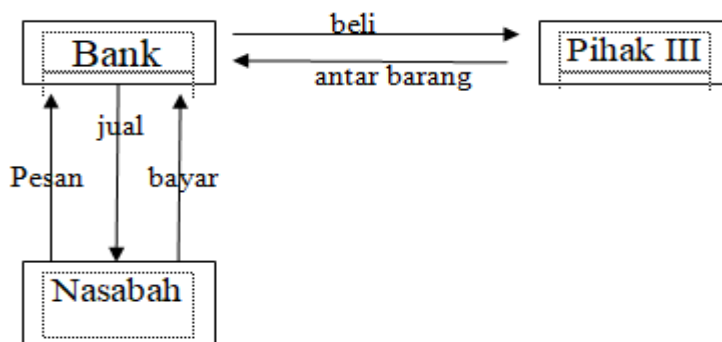 beli
Bank
Pihak III
antar barang
jual
Pesan
bayar
Nasabah